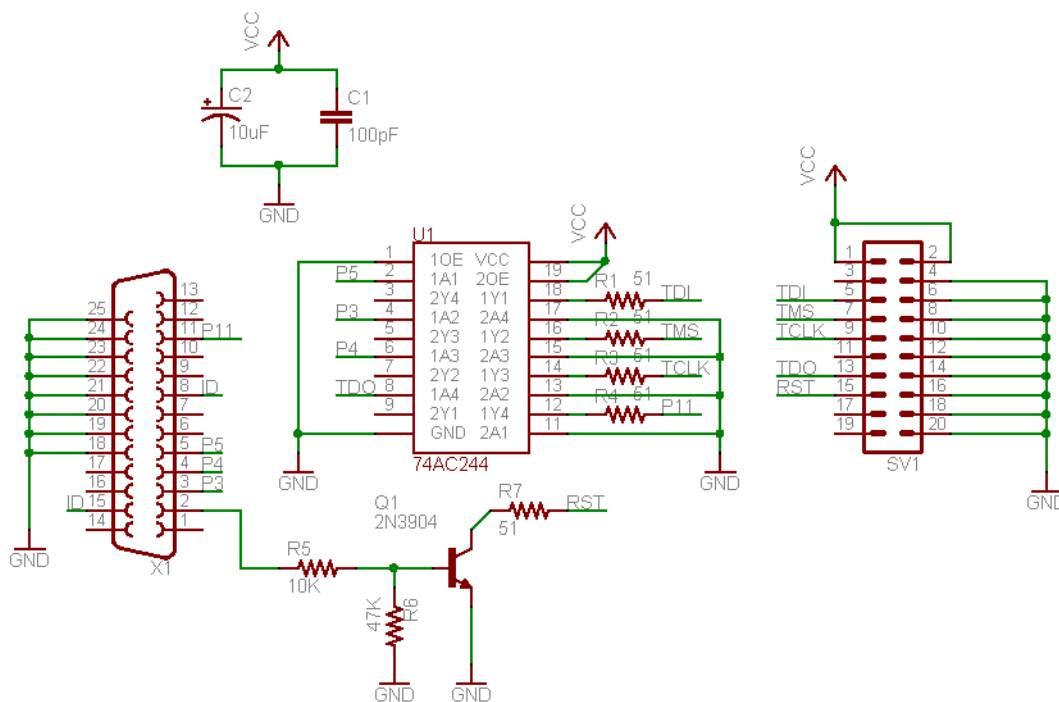 VCC
C2
10uF
C1
100pF
GND
VCC
VCC
U1
1 1OE VCC 19
P5 2 1A1 2OE 20
3 2Y4 1Y1 18 R1 51 TDI
P3 4 1A2 2A4 17
5 2Y3 1Y2 16 R2 51 TMS
P4 6 1A3 2A3 15
7 2Y2 1Y3 14 R3 51 TCLK
TDO 8 1A4 2A2 13
9 2Y1 1Y4 12 R4 51 P11
GND 2A1 11
74AC244
GND
GND
13
25 12
24 11 P11
23 10
22 9
21 8 ID
20 7
19 6
18 5 P5
17 4 P4
16 3 P3
ID 15 2
14 1
X1
GND
1 2
3 4
TDI 5 6
TMS 7 8
TCLK 9 10
11 12
TDO 13 14
RST 15 16
17 18
19 20
SV1
GND
Q1
2N3904
R7
51
RST
R5
10K
47K
R6
GND
GND